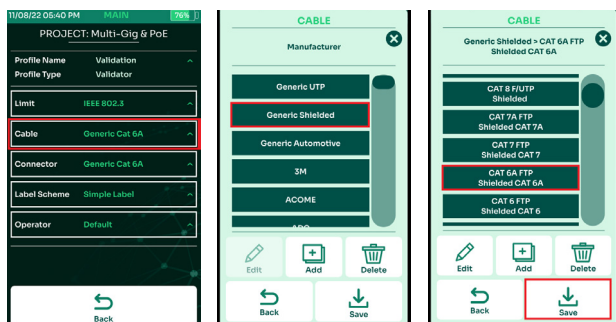 11/08/22 05:40 PM MAIN 76%
PROJECT: Multi-Gig & PoE
Profile Name Validation
Profile Type Validator
Limit IEEE 802.3
Cable Generic Cat 6A
Connector Generic Cat 6A
Label Scheme Simple Label
Operator Default
Back
CABLE
Manufacturer
Generic UTP
Generic Shielded
Generic Automotive
3M
ACOME
Edit Add Delete
Back Save
CABLE
Generic Shielded > CAT 6A FTP
Shielded CAT 6A
CAT 8 F/UTP
Shielded
CAT 7A FTP
Shielded CAT 7A
CAT 7 FTP
Shielded CAT 7
CAT 6A FTP
Shielded CAT 6A
CAT 6 FTP
Shielded CAT 6
Edit Add Delete
Back Save